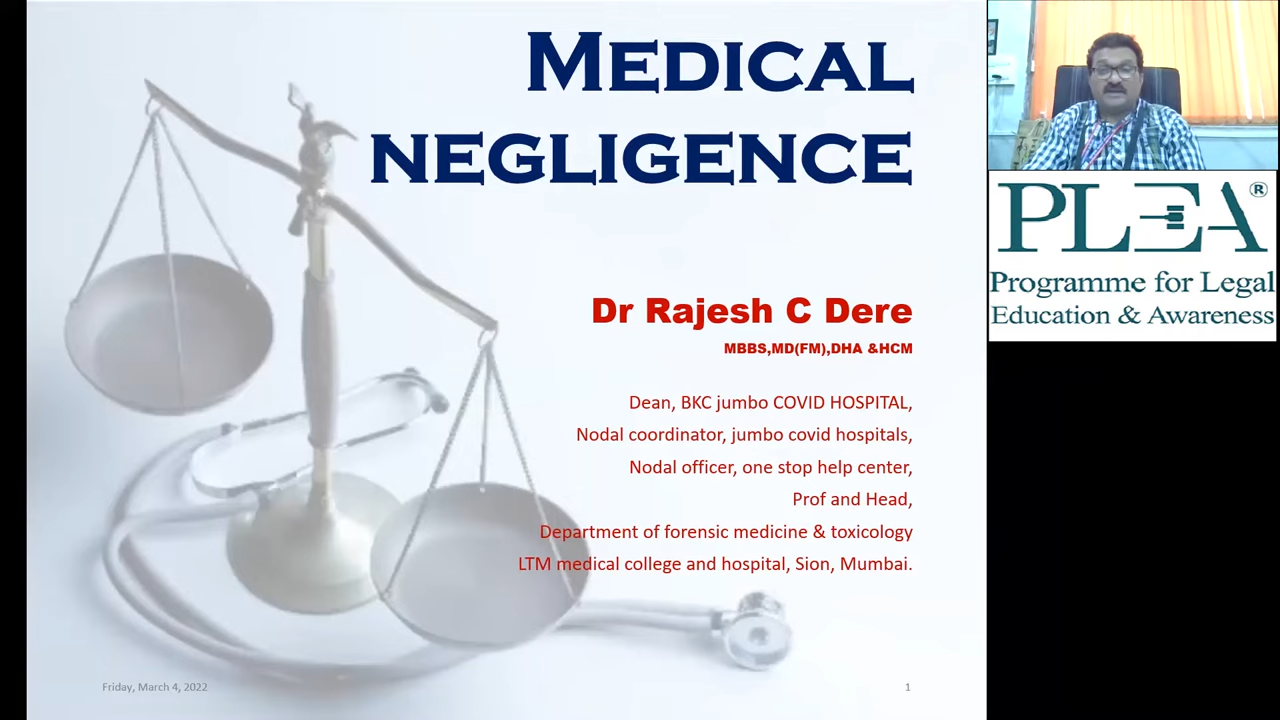 MEDICAL
NEGLIGENCE
Dr Rajesh C Dere
MBBS,MD(FM),DHA &HCM
Dean, BKC jumbo COVID HOSPITAL,
Nodal coordinator, jumbo covid hospitals,
Nodal officer, one stop help center,
Prof and Head,
Department of forensic medicine & toxicology
LTM medical college and hospital, Sion, Mumbai.
Friday, March 4, 2022
1
PLEA®
Programme for Legal
Education & Awareness